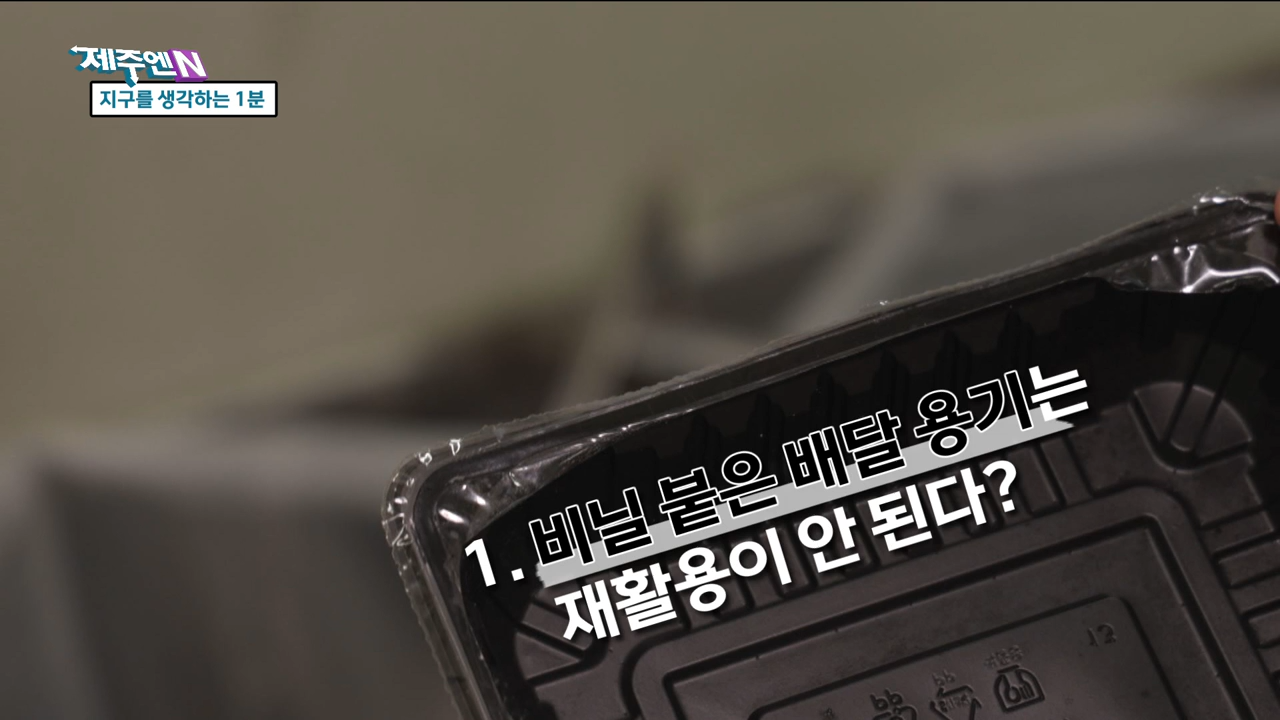 제주엔N
지구를 생각하는 1분
1. 비닐 붙은 배달 용기는
재활용이 안 된다?
12